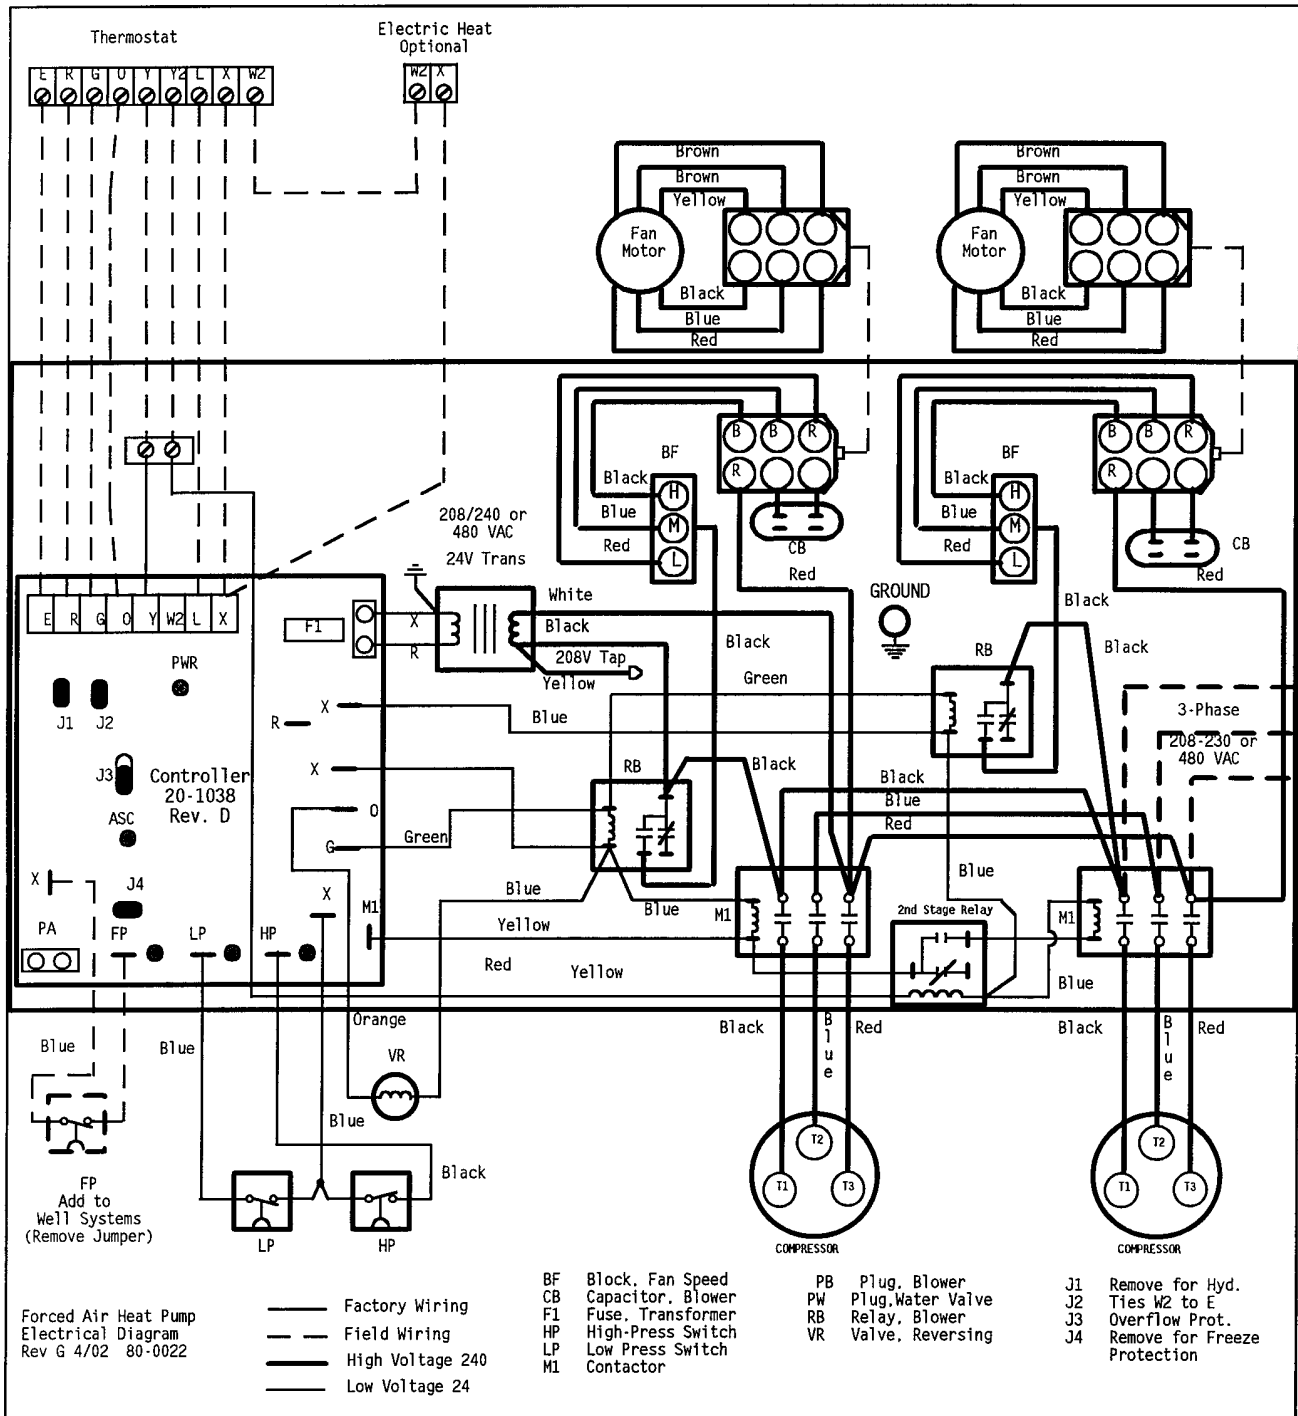 Thermostat
Electric Heat
Optional
E R G O Y Y2 L X W2
W2 X
Brown
Brown
Yellow
Fan
Motor
Black
Blue
Red
Brown
Brown
Yellow
Fan
Motor
Black
Blue
Red
BF
B B R
R
Black
H
Blue
M
Red
L
CB
Red
BF
B B R
R
Black
H
Blue
M
Red
L
CB
Red
208/240 or
480 VAC
24V Trans
White
Black
208V Tap
Yellow
X
R
F1
E R G O Y W2 L X
PWR
J1 J2
R
X
J3
Controller
20-1038
Rev. D
X
ASC
O
G
X
J4
X
M1
PA
FP LP HP
GROUND
Black
Green
Blue
Black
Black
RB
RB
Black
Green
3-Phase
208-230 or
480 VAC
Black
Blue
Red
Blue
Blue
Blue
M1
2nd Stage Relay
M1
Yellow
Red
Yellow
Blue
Orange
Black
Blue
Red
Black
Blue
Red
Blue
Blue
VR
Blue
Black
T1 T2 T3
T1 T2 T3
COMPRESSOR
COMPRESSOR
FP
Add to
Well Systems
(Remove Jumper)
LP
HP
Forced Air Heat Pump
Electrical Diagram
Rev G 4/02 80-0022
Factory Wiring
Field Wiring
High Voltage 240
Low Voltage 24
BF Block, Fan Speed
CB Capacitor, Blower
F1 Fuse, Transformer
HP High-Press Switch
LP Low Press Switch
M1 Contactor
PB Plug, Blower
PW Plug,Water Valve
RB Relay, Blower
VR Valve, Reversing
J1 Remove for Hyd.
J2 Ties W2 to E
J3 Overflow Prot.
J4 Remove for Freeze
Protection